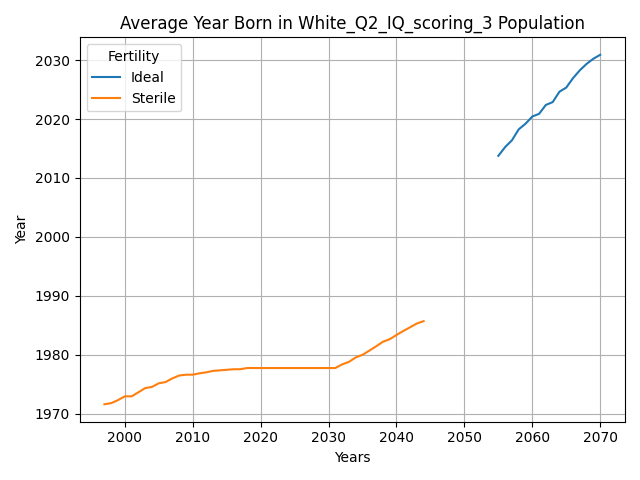 Average Year Born in White_Q2_IQ_scoring_3 Population
Fertility
Ideal
Sterile
2030
2020
2010
2000
1990
1980
1970
Year
2000
2010
2020
2030
2040
2050
2060
2070
Years